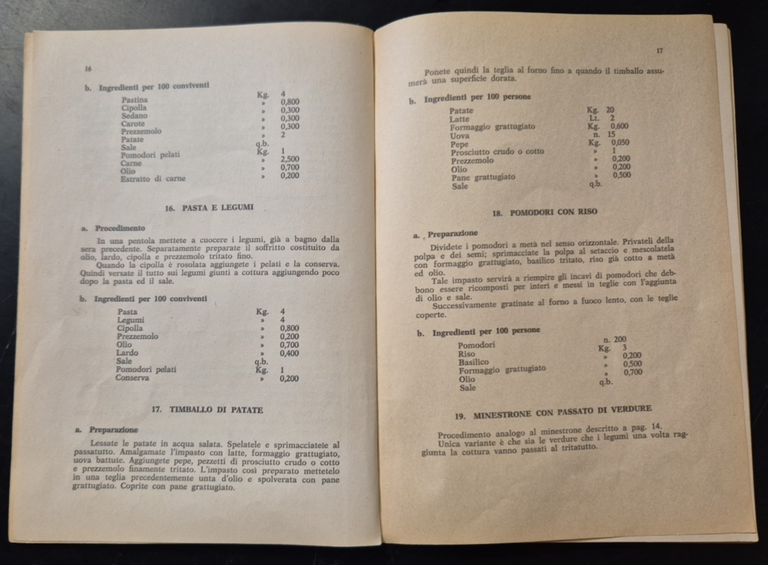 16
b. Ingredienti per 100 conviventi
Pastina Kg. 4
Cipolla » 0,800
Sedano » 0,300
Carote » 0,300
Prezzemolo » 0,300
Patate » 2
Sale q.b.
Pomodori pelati Kg. 1
Carne » 2,500
Olio » 0,700
Estratto di carne » 0,200
16. PASTA E LEGUMI
a. Procedimento
In una pentola mettete a cuocere i legumi, già a bagno dalla
sera precedente. Separatamente preparate il soffritto costituito da
olio, lardo, cipolla e prezzemolo tritato fino.
Quando la cipolla è rosolata aggiungete i pelati e la conserva.
Quindi versate il tutto sui legumi giunti a cottura aggiungendo poco
dopo la pasta ed il sale.
b. Ingredienti per 100 conviventi
Pasta Kg. 4
Legumi » 4
Cipolla » 0,800
Prezzemolo » 0,200
Olio » 0,700
Lardo » 0,400
Sale q.b.
Pomodori pelati Kg. 1
Conserva » 0,200
17. TIMBALLO DI PATATE
a. Preparazione
Lessate le patate in acqua salata. Spelatele e sprimacciatele al
passatutto. Amalgamate l'impasto con latte, formaggio grattugiato,
uova battute. Aggiungete pepe, pezzetti di prosciutto crudo o cotto
e prezzemolo finamente tritato. L'impasto così preparato mettetelo
in una teglia precedentemente unta d'olio e spolverata con pane
grattugiato. Coprite con pane grattugiato.
17
Ponete quindi la teglia al forno fino a quando il timballo assu-
merà una superficie dorata.
b. Ingredienti per 100 persone
Patate Kg. 20
Latte Lt. 2
Formaggio grattugiato Kg. 0,600
Uova n. 15
Pepe Kg. 0,050
Prosciutto crudo o cotto » 1
Prezzemolo » 0,200
Olio » 0,200
Pane grattugiato » 0,500
Sale q.b.
18. POMODORI CON RISO
a. Preparazione
Dividete i pomodori a metà nel senso orizzontale. Privateli della
polpa e dei semi; sprimacciate la polpa al setaccio e mescolatela
con formaggio grattugiato, basilico tritato, riso già cotto a metà
ed olio.
Tale impasto servirà a riempire gli incavi di pomodori che deb-
bono essere ricomposti per interi e messi in teglie con l'aggiunta
di olio e sale.
Successivamente gratinate al forno a fuoco lento, con le teglie
coperte.
b. Ingredienti per 100 persone
Pomodori n. 200
Riso Kg. 3
Basilico » 0,200
Formaggio grattugiato » 0,500
Olio » 0,700
Sale q.b.
19. MINESTRONE CON PASSATO DI VERDURE
Procedimento analogo al minestrone descritto a pag. 14.
Unica variante è che sia le verdure che i legumi una volta rag-
giunta la cottura vanno passati al tritatutto.